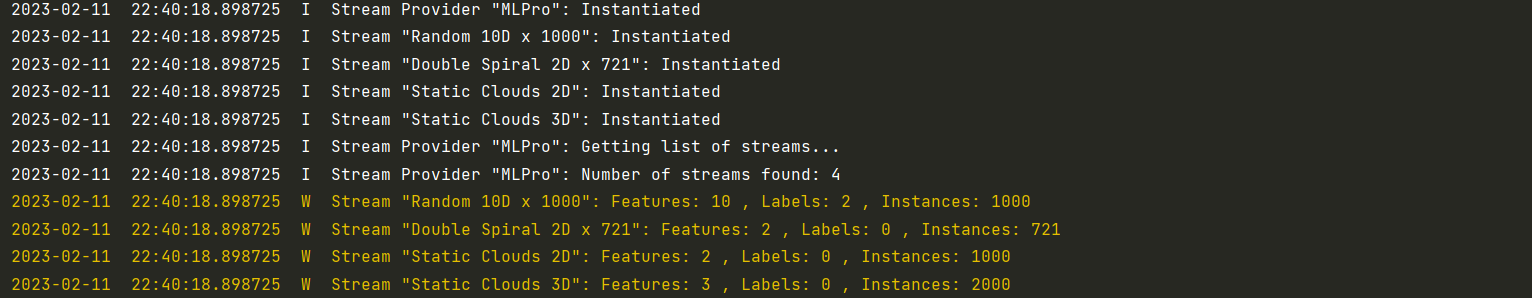 2023-02-11  22:40:18.898725  I  Stream Provider "MLPro": Instantiated
2023-02-11  22:40:18.898725  I  Stream "Random 10D x 1000": Instantiated
2023-02-11  22:40:18.898725  I  Stream "Double Spiral 2D x 721": Instantiated
2023-02-11  22:40:18.898725  I  Stream "Static Clouds 2D": Instantiated
2023-02-11  22:40:18.898725  I  Stream "Static Clouds 3D": Instantiated
2023-02-11  22:40:18.898725  I  Stream Provider "MLPro": Getting list of streams...
2023-02-11  22:40:18.898725  I  Stream Provider "MLPro": Number of streams found: 4
2023-02-11  22:40:18.898725  W  Stream "Random 10D x 1000": Features: 10 , Labels: 2 , Instances: 1000
2023-02-11  22:40:18.898725  W  Stream "Double Spiral 2D x 721": Features: 2 , Labels: 0 , Instances: 721
2023-02-11  22:40:18.898725  W  Stream "Static Clouds 2D": Features: 2 , Labels: 0 , Instances: 1000
2023-02-11  22:40:18.898725  W  Stream "Static Clouds 3D": Features: 3 , Labels: 0 , Instances: 2000